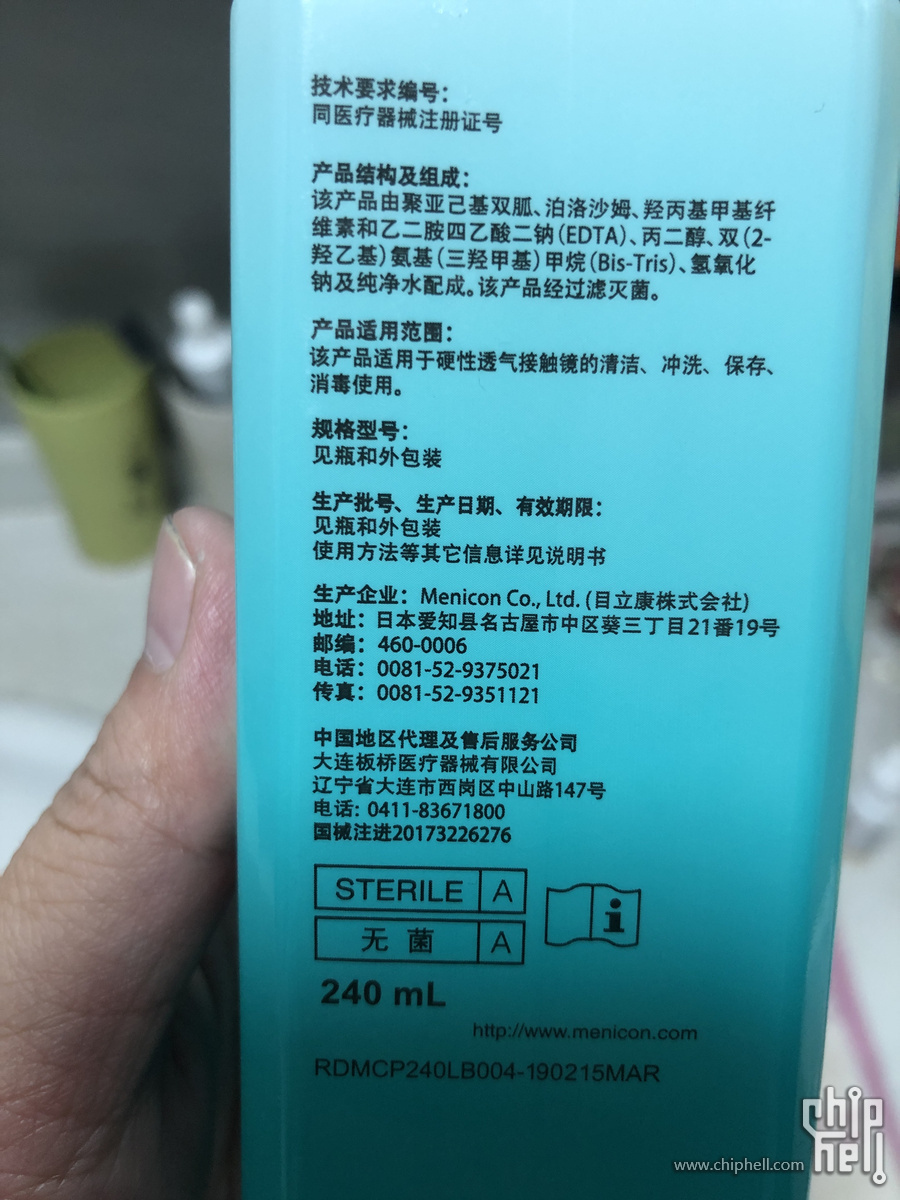 技术要求编号：
同医疗器械注册证号
产品结构及组成：
该产品由聚亚己基双胍、泊洛沙姆、羟丙基甲基纤
维素和乙二胺四乙酸二钠(EDTA)、丙二醇、双(2-
羟乙基)氨基(三羟甲基)甲烷(Bis-Tris)、氢氧化
钠及纯净水配成。该产品经过滤灭菌。
产品适用范围：
该产品适用于硬性透气接触镜的清洁、冲洗、保存、
消毒使用。
规格型号：
见瓶和外包装
生产批号、生产日期、有效期限：
见瓶和外包装
使用方法等其它信息详见说明书
生产企业：Menicon Co., Ltd. (目立康株式会社)
地址：日本爱知县名古屋市中区葵三丁目21番19号
邮编：460-0006
电话：0081-52-9375021
传真：0081-52-9351121
中国地区代理及售后服务公司
大连板桥医疗器械有限公司
辽宁省大连市西岗区中山路147号
电话: 0411-83671800
国械注进20173226276
STERILE A
无菌 A
240 mL
http://www.menicon.com
RDMCP240LB004-190215MAR
www.chiphell.com
chip
hell